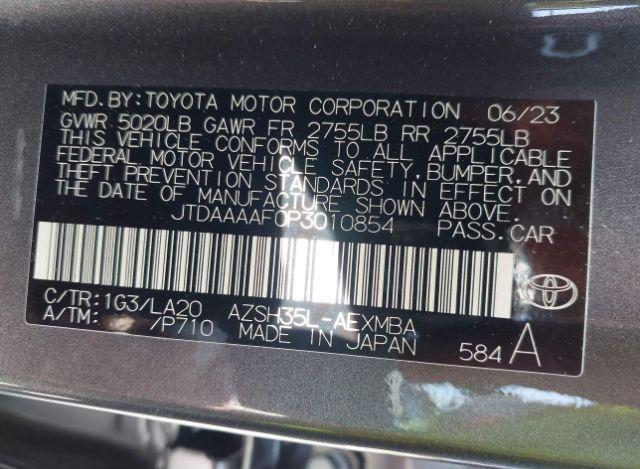 MFD.BY:TOYOTA MOTOR CORPORATION 06/23
GVWR 5020LB GAWR FR 2755LB RR 2755LB
THIS VEHICLE CONFORMS TO ALL APPLICABLE
FEDERAL MOTOR VEHICLE SAFETY,BUMPER,AND
THEFT PREVENTION STANDARDS IN EFFECT ON
THE DATE OF MANUFACTURE SHOWN ABOVE.
JTDAAAAF0P3010854 PASS.CAR
C/TR:1G3/LA20 AZSH35L-AEXMBA
A/TM: /P710 MADE IN JAPAN 584 A
TOYOTA